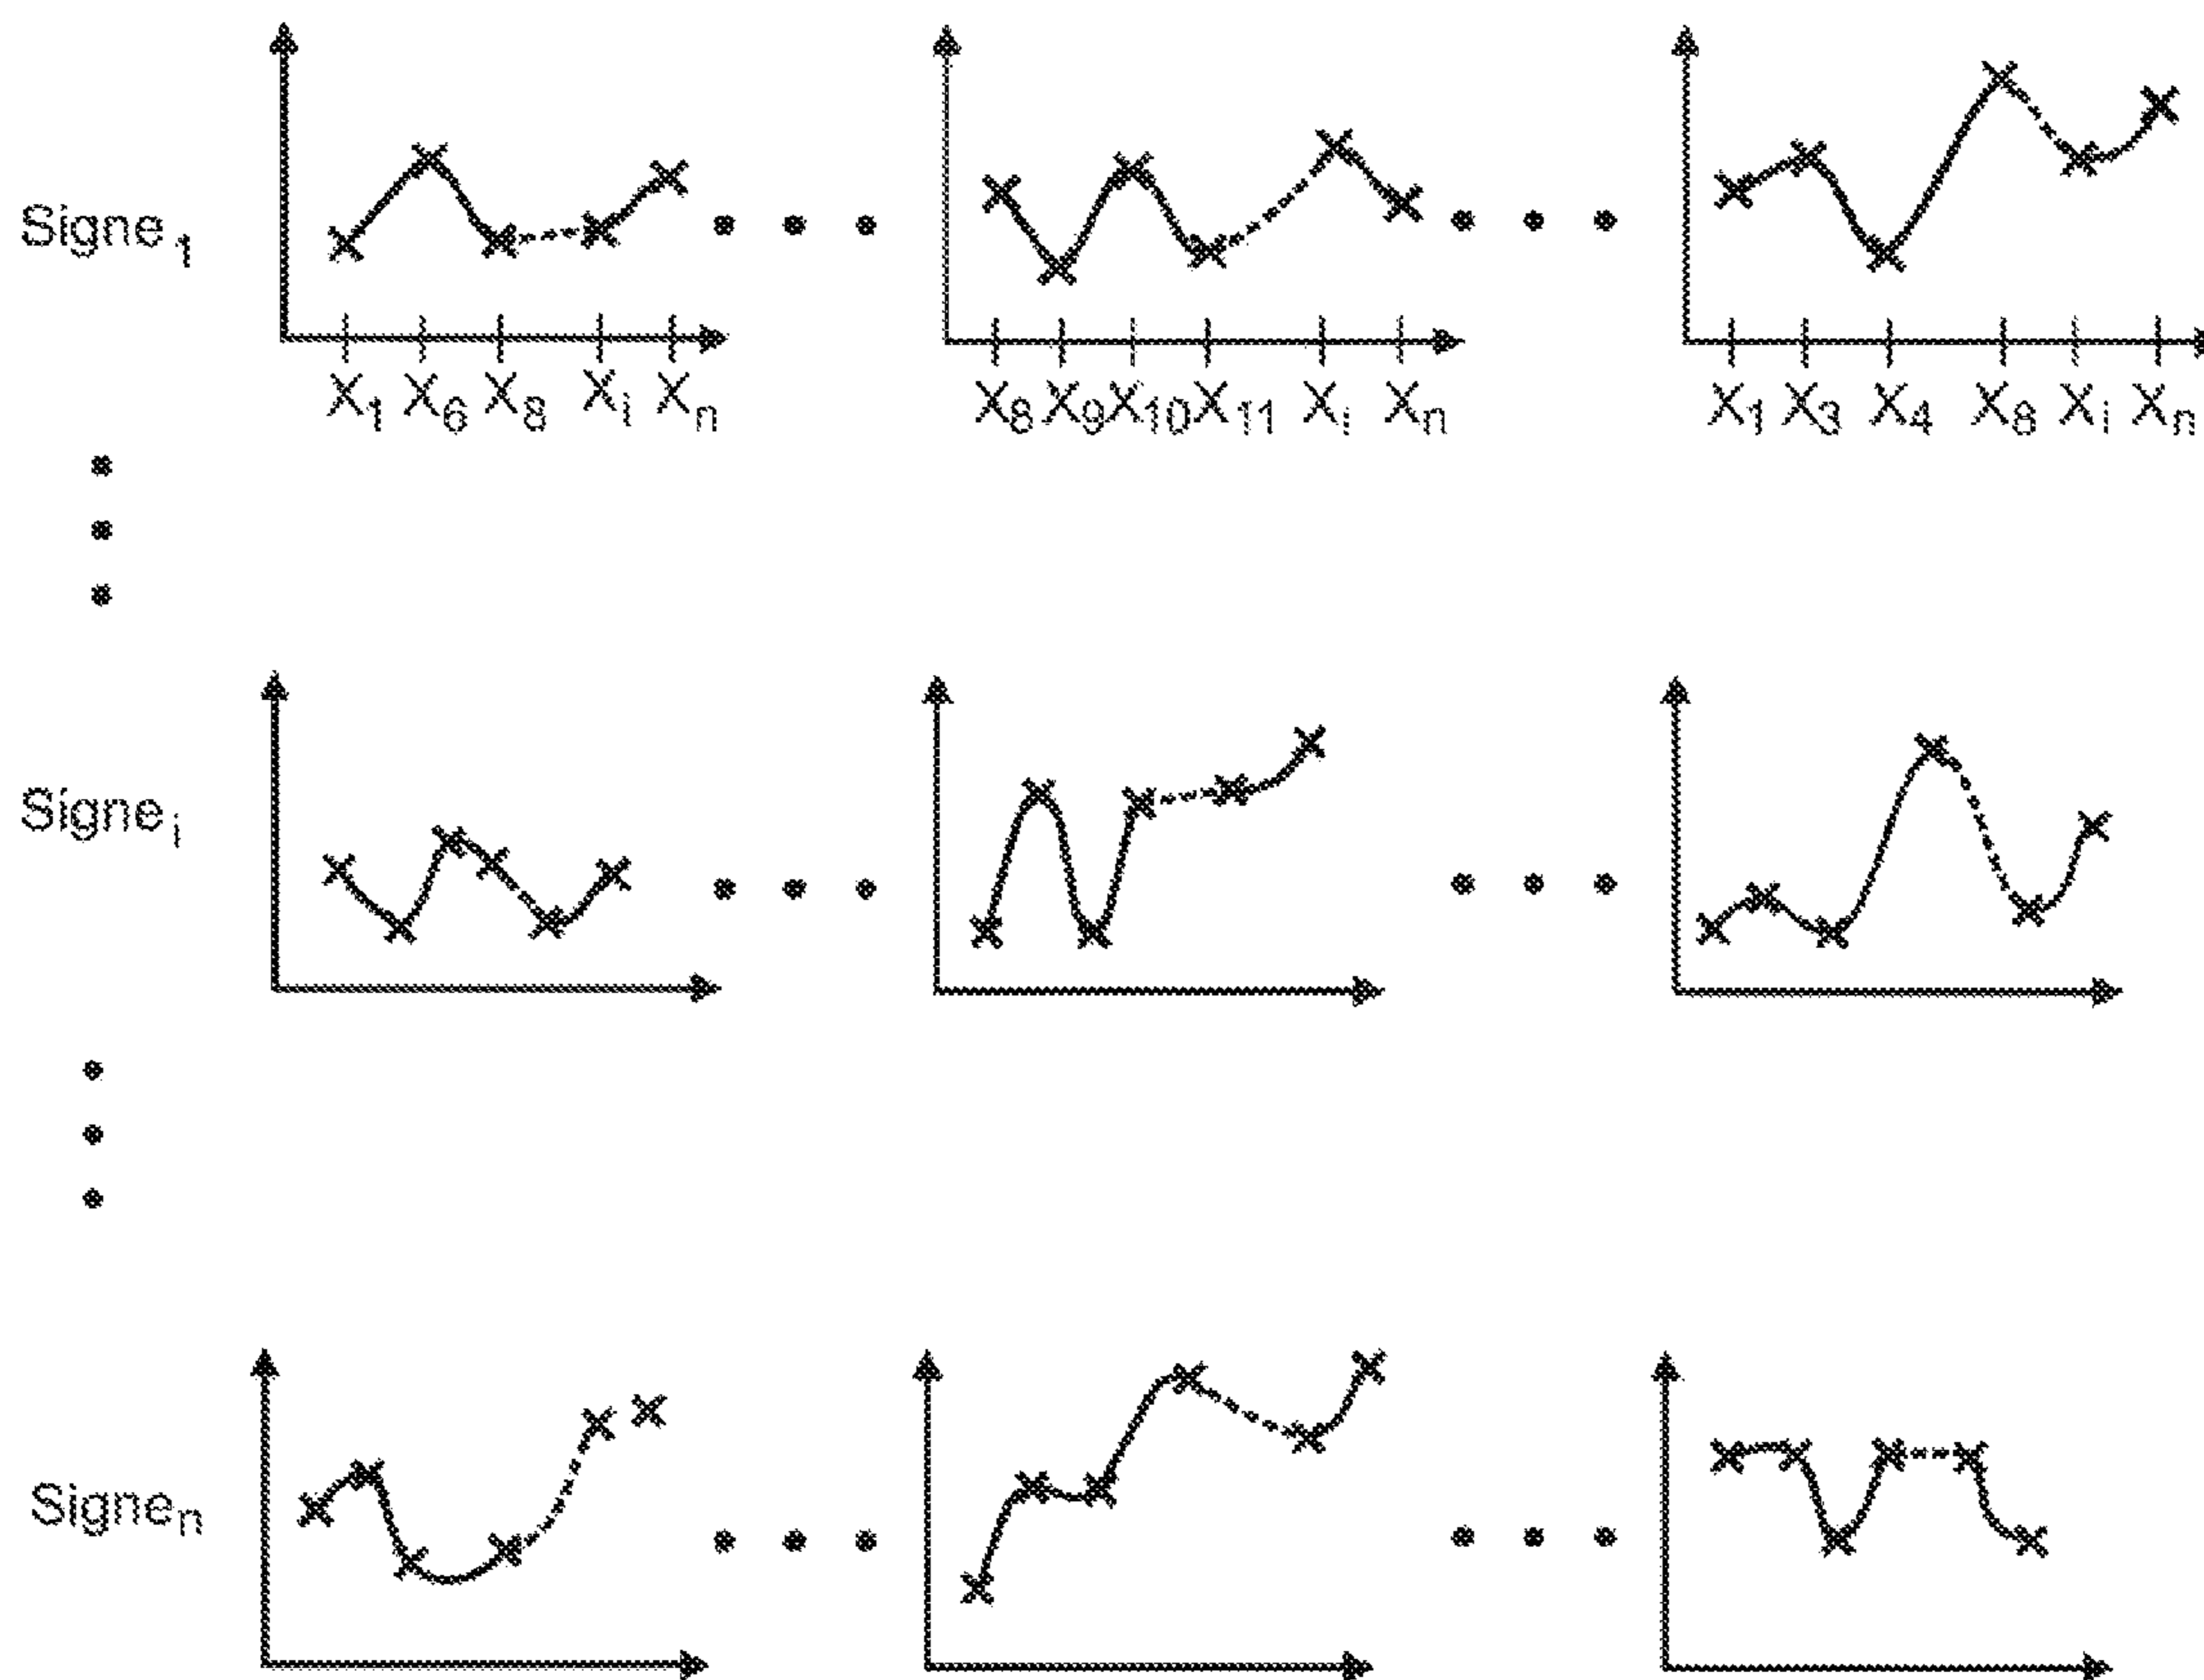 Signe₁
X₁ X₆ X₈ Xᵢ Xₙ
X₈ X₉ X₁₀ X₁₁ Xᵢ Xₙ
X₁ X₃ X₄ X₈ Xᵢ Xₙ
Signeᵢ
Signeₙ